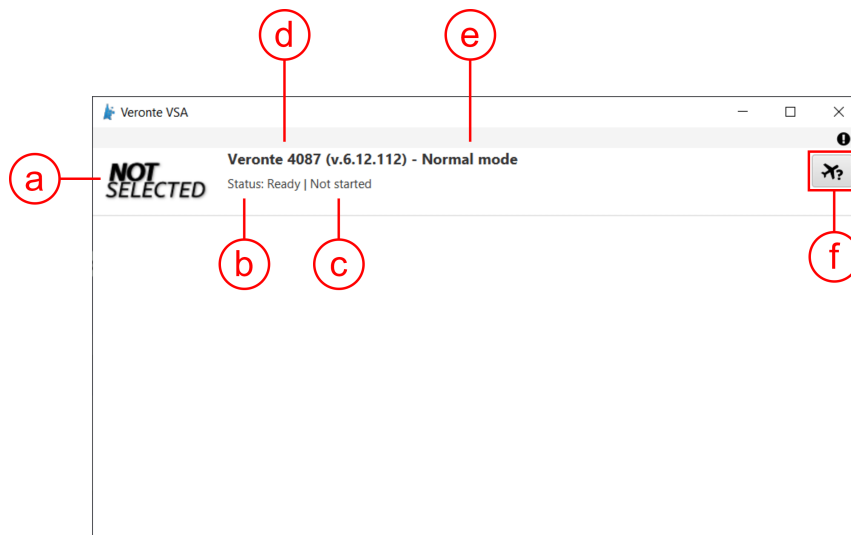 d
e
Veronte VSA
a
NOT
SELECTED
Veronte 4087 (v.6.12.112) - Normal mode
Status: Ready | Not started
?
b
c
f